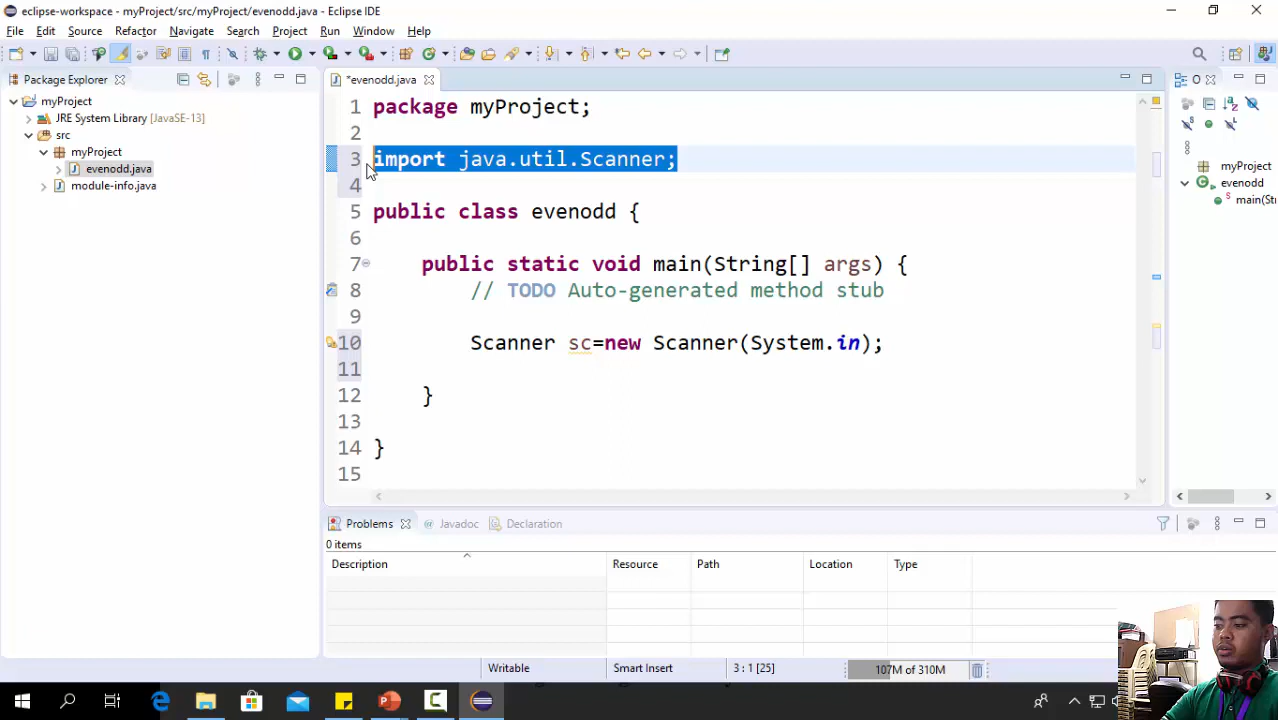 eclipse-workspace - myProject/src/myProject/evenodd.java - Eclipse IDE
File Edit Source Refactor Navigate Search Project Run Window Help
Package Explorer
myProject
JRE System Library [JavaSE-13]
src
myProject
evenodd.java
module-info.java
*evenodd.java
1 package myProject;
2
3 import java.util.Scanner;
4
5 public class evenodd {
6
7 public static void main(String[] args) {
8 // TODO Auto-generated method stub
9
10 Scanner sc=new Scanner(System.in);
11
12 }
13
14 }
15
O
myProject
evenodd
main(St
Problems Javadoc Declaration
0 items
Description Resource Path Location Type
Writable Smart Insert 3 : 1 [25] 107M of 310M